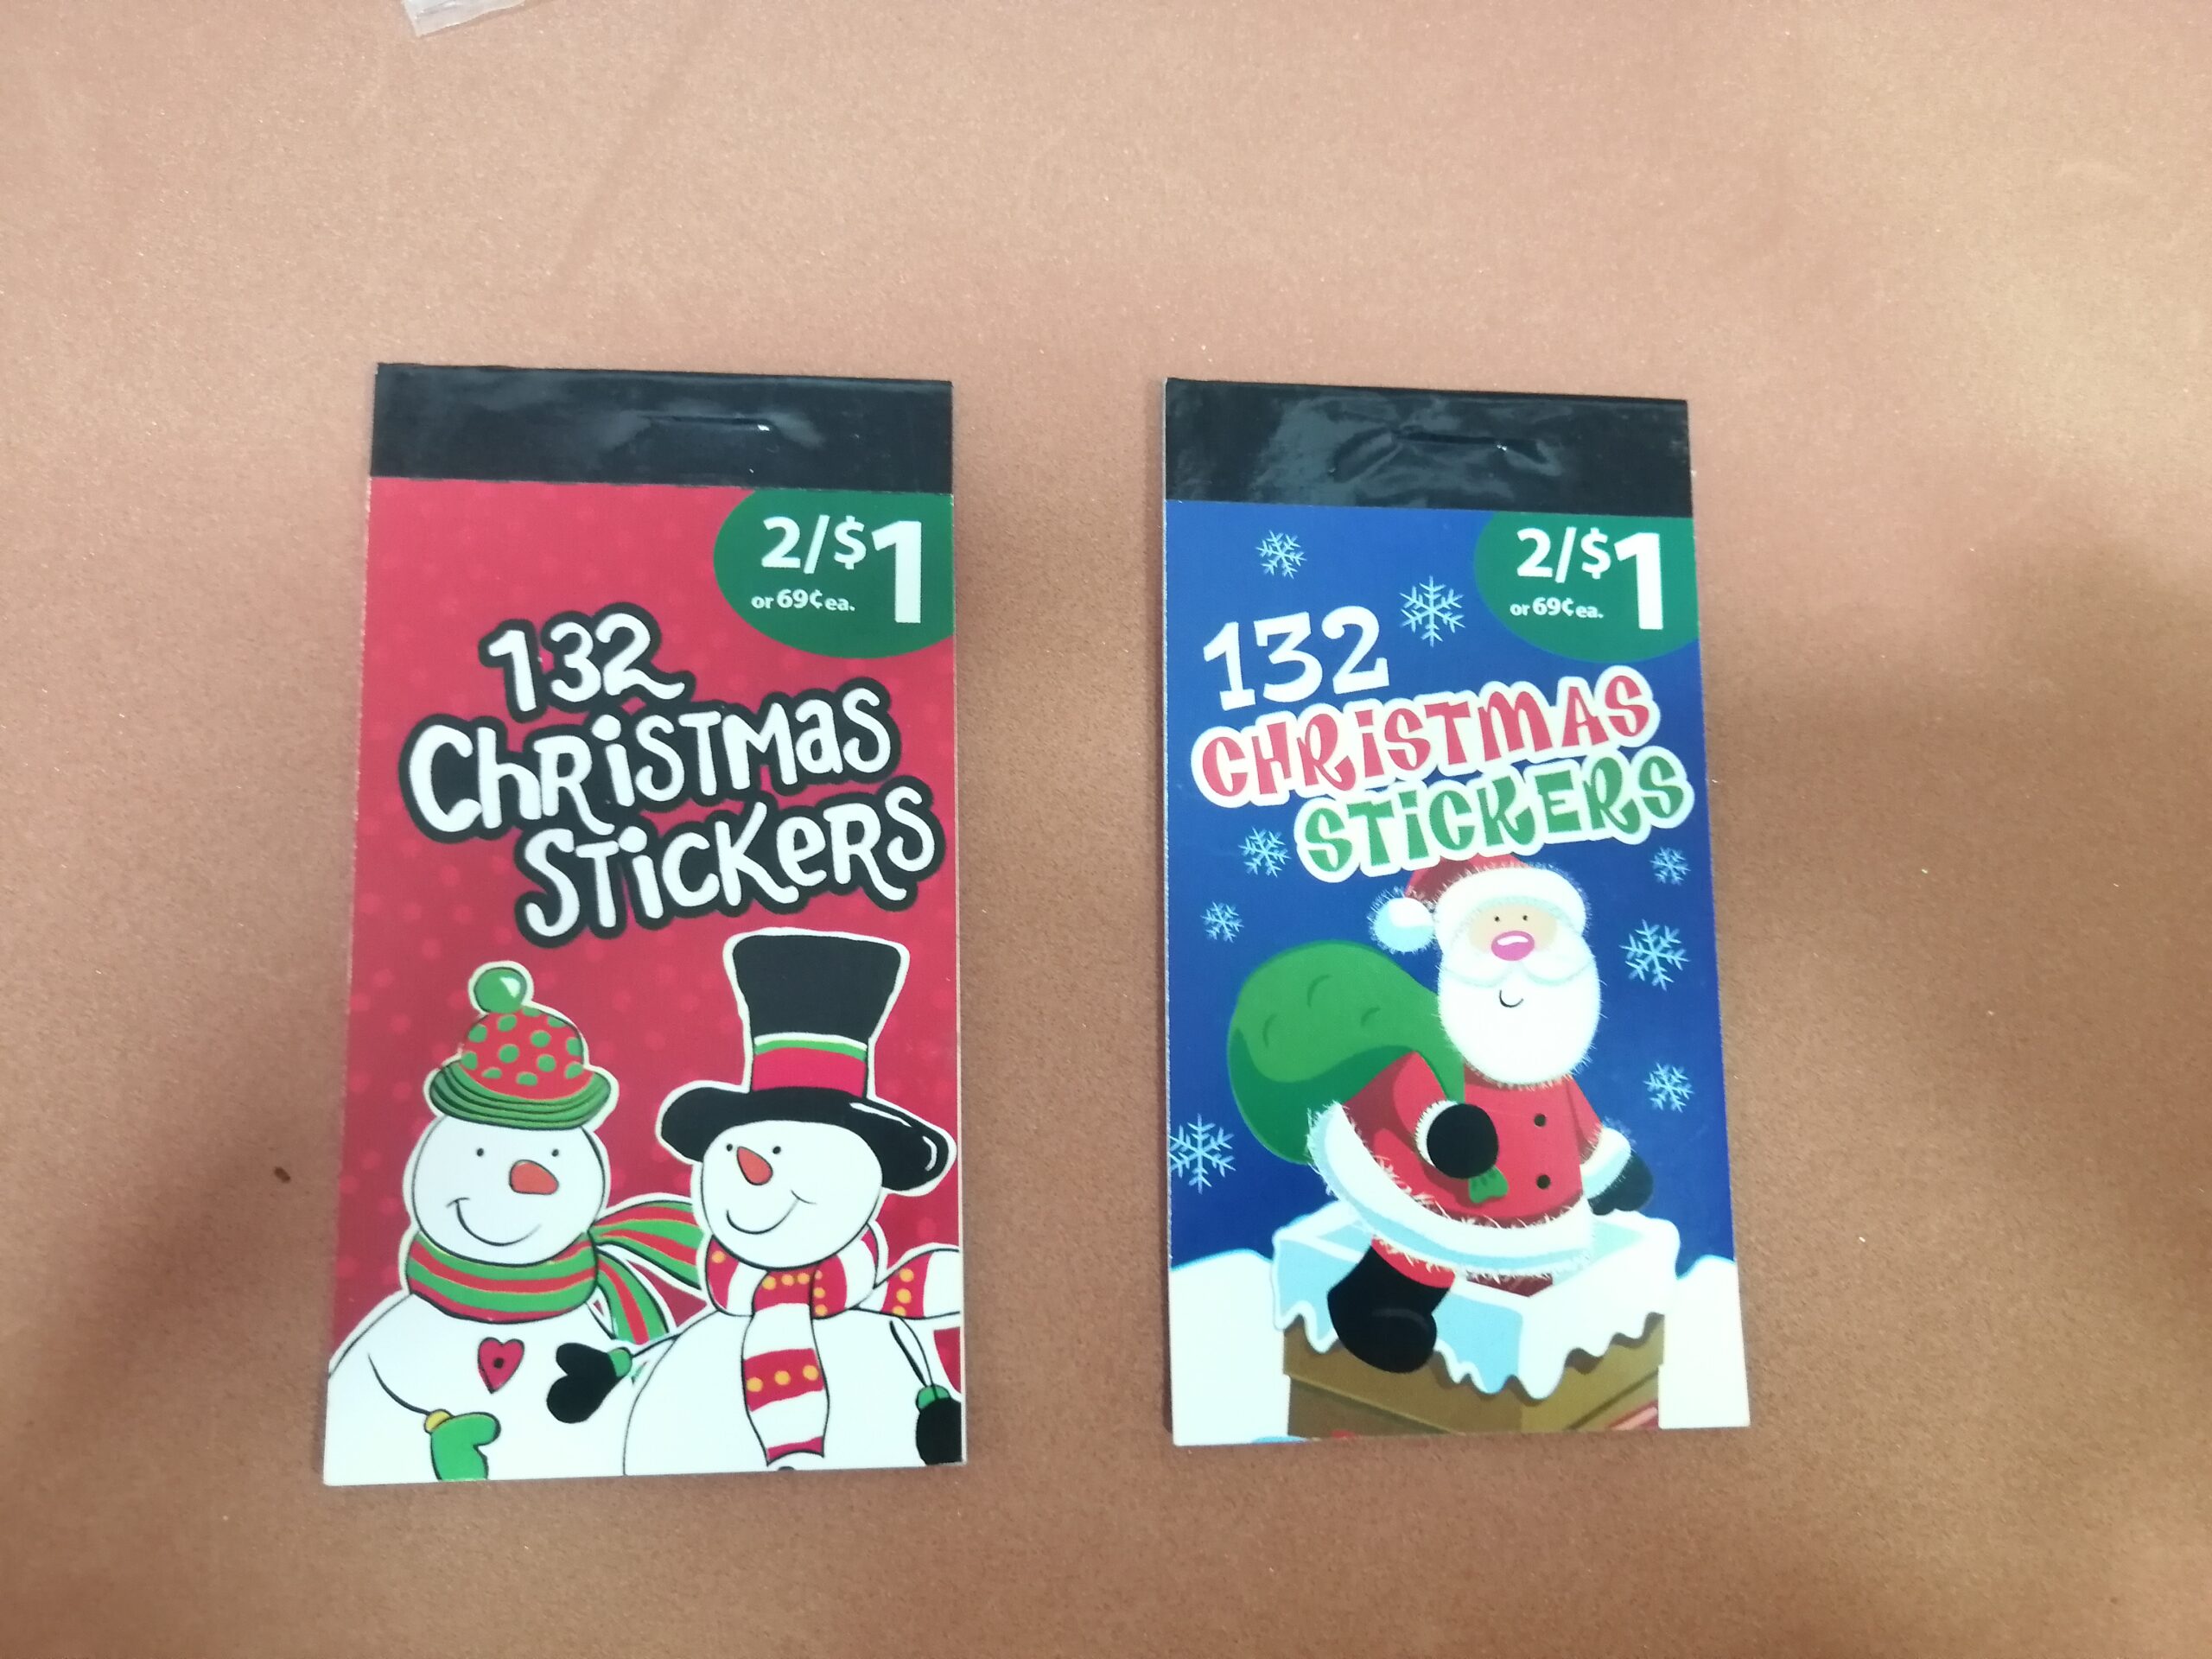 2/$1
or 69¢ ea.
132
ChRiSTMas
STiCKeRS
2/$1
or 69¢ ea.
132
CHRiSTMAS
STiCKERS